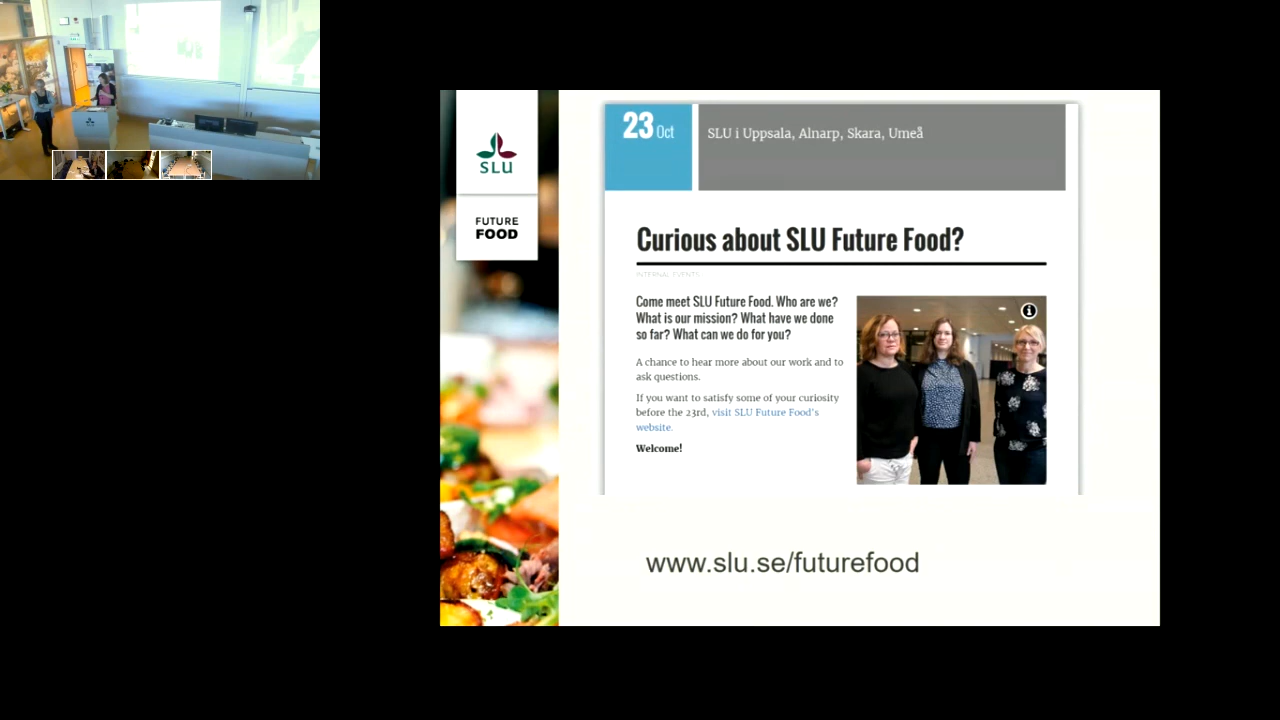 SLU
FUTURE
FOOD
23 Oct
SLU i Uppsala, Alnarp, Skara, Umeå
Curious about SLU Future Food?
INTERNAL EVENTS
Come meet SLU Future Food. Who are we?
What is our mission? What have we done
so far? What can we do for you?
A chance to hear more about our work and to
ask questions.
If you want to satisfy some of your curiosity
before the 23rd, visit SLU Future Food's
website.
Welcome!
www.slu.se/futurefood